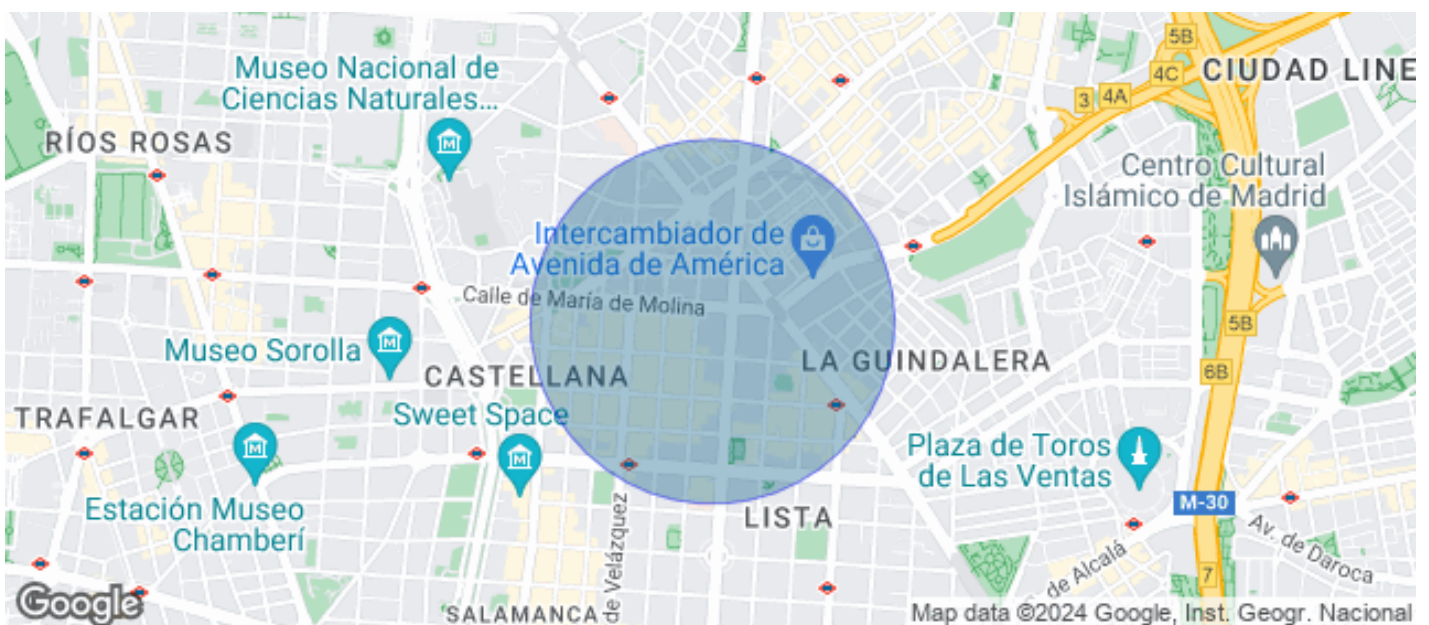 5B
4C
CIUDAD LINE
Museo Nacional de
Ciencias Naturales...
3
4A
RÍOS ROSAS
Centro Cultural
Islámico de Madrid
Intercambiador de
Avenida de América
Calle de María de Molina
5B
Museo Sorolla
LA GUINDALERA
6B
CASTELLANA
TRAFALGAR
Sweet Space
Plaza de Toros
de Las Ventas
M-30
Estación Museo
Chamberí
LISTA
de Velázquez
Av. de Daroca
C. de Alcalá
7
Google
SALAMANCA
Map data ©2024 Google, Inst. Geogr. Nacional